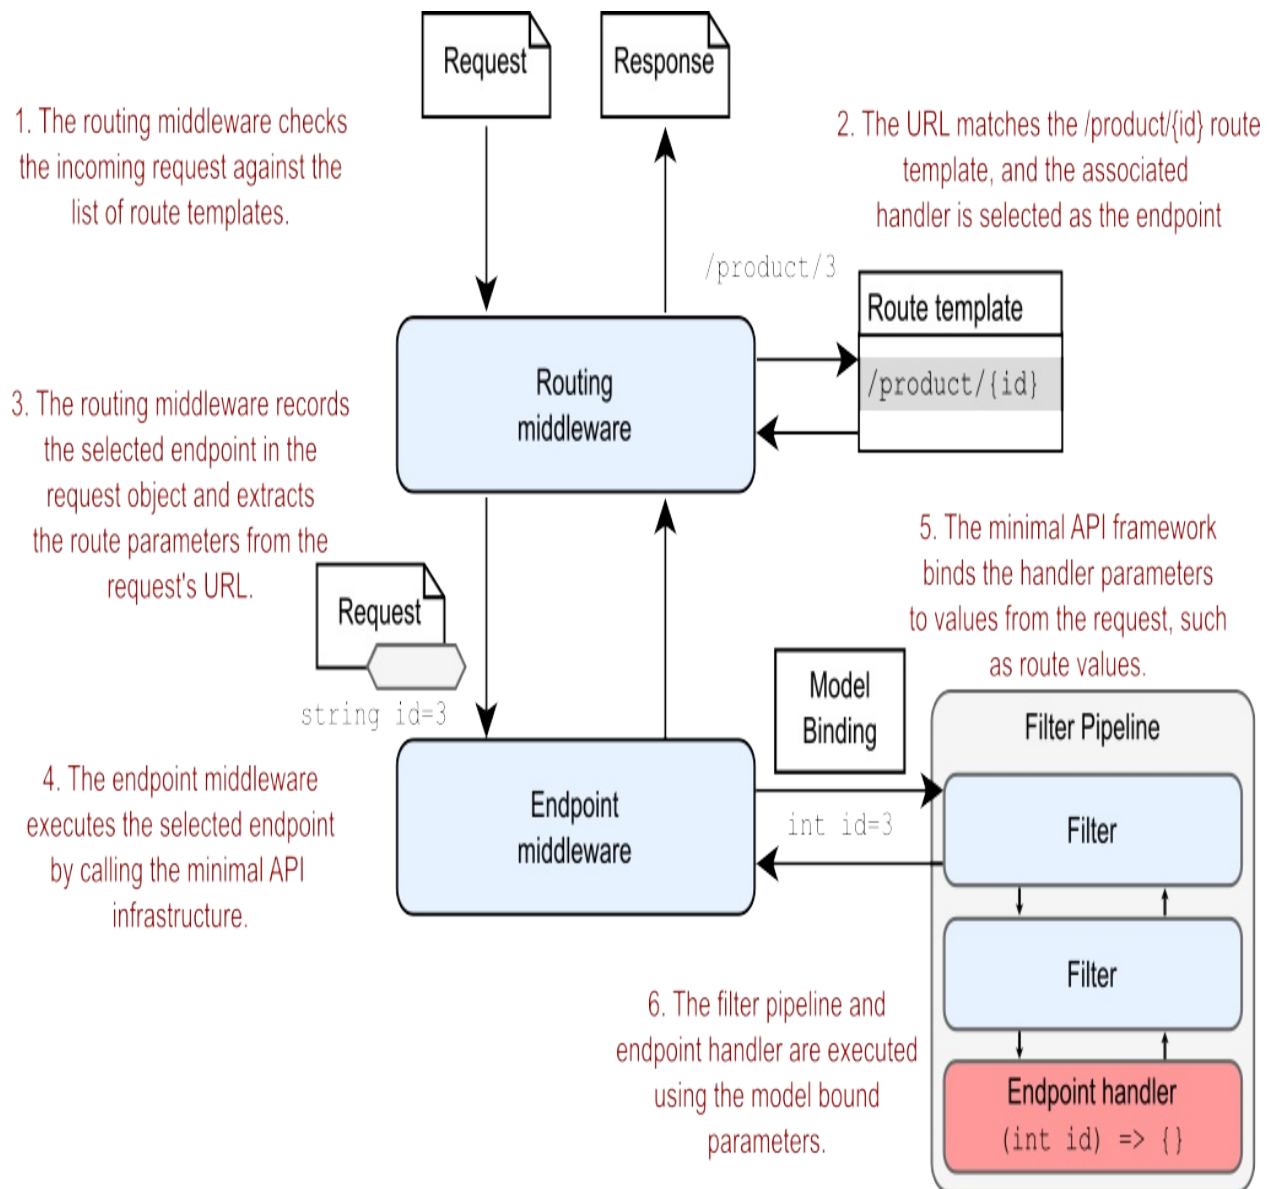 Request
Response
1. The routing middleware checks
the incoming request against the
list of route templates.
2. The URL matches the /product/{id} route
template, and the associated
handler is selected as the endpoint
/product/3
Route template
/product/{id}
Routing
middleware
3. The routing middleware records
the selected endpoint in the
request object and extracts
the route parameters from the
request's URL.
Request
string id=3
5. The minimal API framework
binds the handler parameters
to values from the request, such
as route values.
Model
Binding
int id=3
Filter Pipeline
Filter
Filter
Endpoint handler
(int id) => {}
4. The endpoint middleware
executes the selected endpoint
by calling the minimal API
infrastructure.
Endpoint
middleware
6. The filter pipeline and
endpoint handler are executed
using the model bound
parameters.